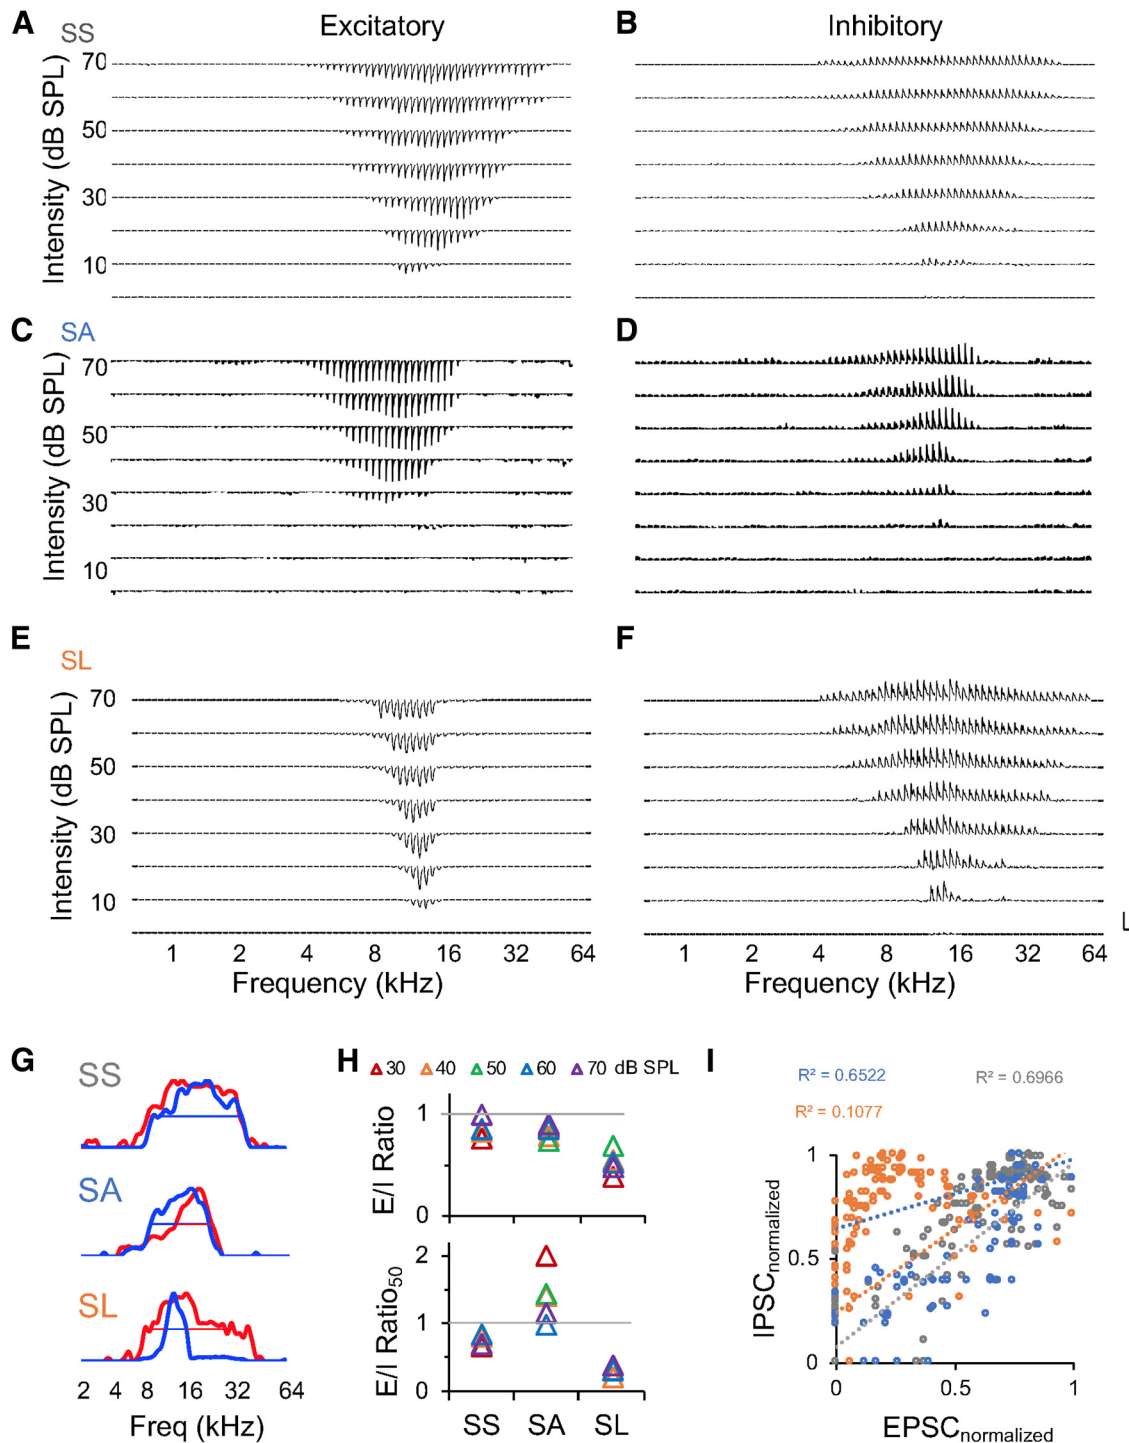 A
SS
Excitatory
B
Inhibitory
Intensity (dB SPL)
70
50
30
10
C
SA
D
Intensity (dB SPL)
70
50
30
10
E
SL
F
Intensity (dB SPL)
70
50
30
10
1 2 4 8 16 32 64
Frequency (kHz)
1 2 4 8 16 32 64
Frequency (kHz)
G
SS
SA
SL
2 4 8 16 32 64
Freq (kHz)
H
30 40 50 60 70 dB SPL
E/I Ratio
1
0
E/I Ratio50
2
1
0
SS SA SL
I
R² = 0.6522
R² = 0.6966
R² = 0.1077
IPSCnormalized
1
0.5
0
0 0.5 1
EPSCnormalized